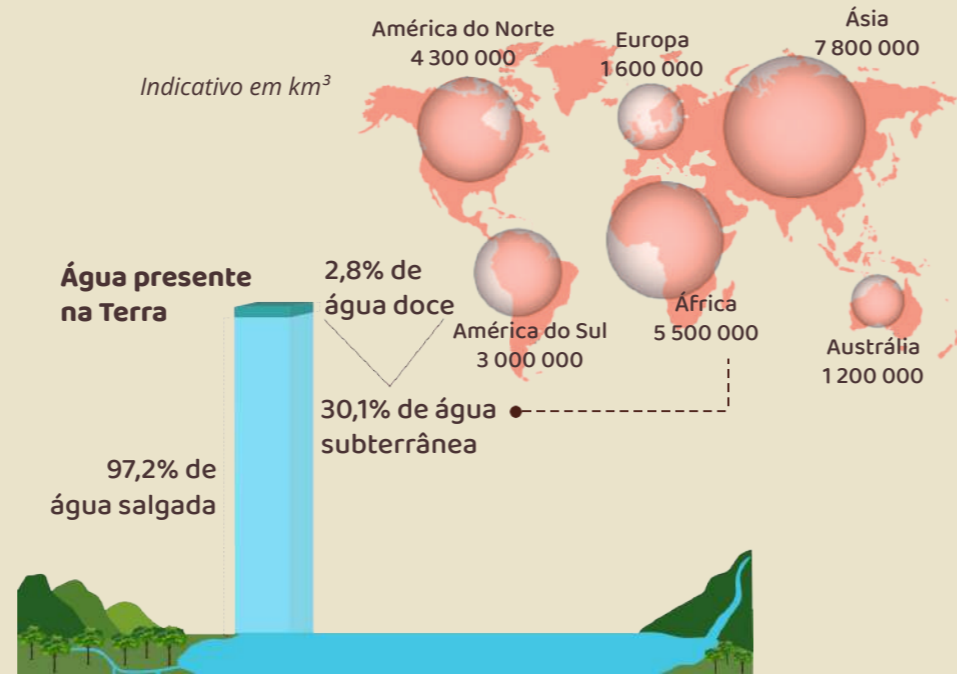 América do Norte
4 300 000
Europa
1 600 000
Ásia
7 800 000
Indicativo em km³
Água presente
na Terra
2,8% de
água doce
América do Sul
3 000 000
África
5 500 000
Austrália
1 200 000
30,1% de água
subterrânea
97,2% de
água salgada